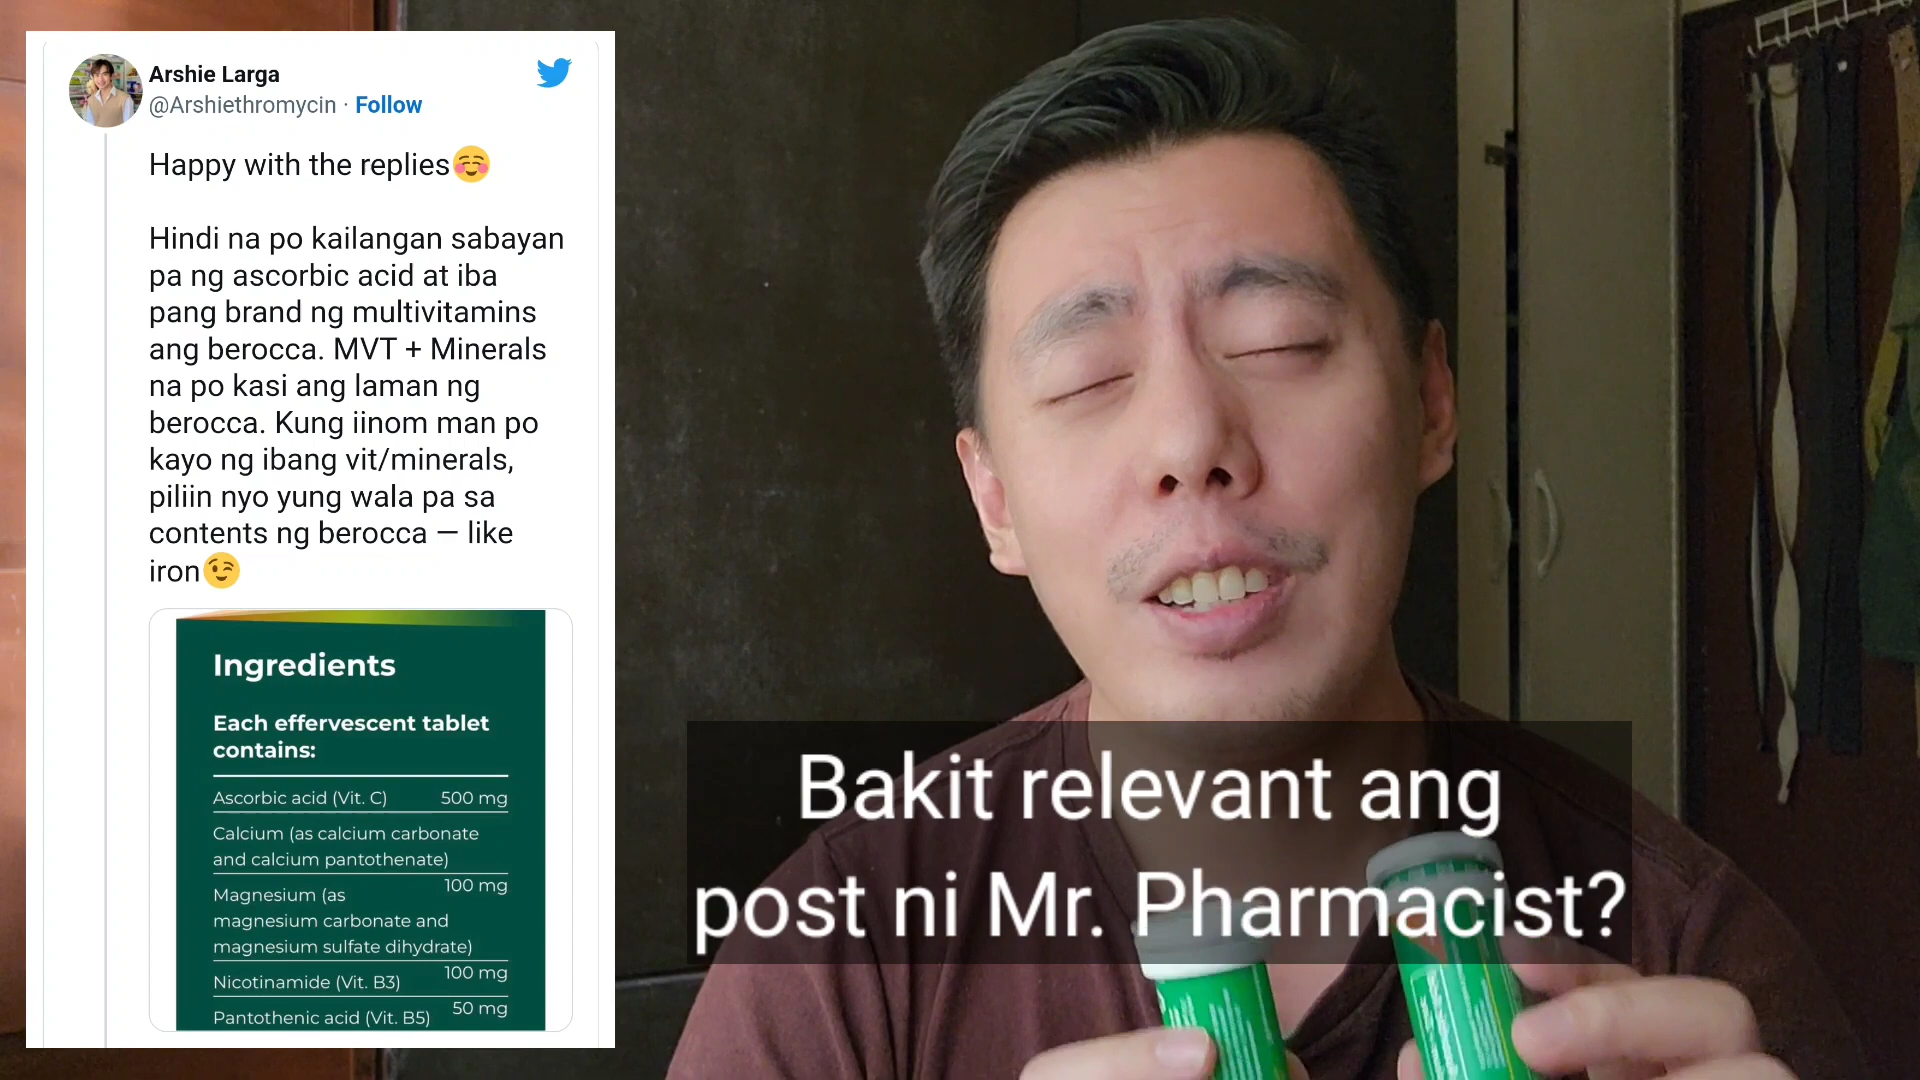 Arshie Larga
@Arshiethromycin · Follow
Happy with the replies☺️
Hindi na po kailangan sabayan
pa ng ascorbic acid at iba
pang brand ng multivitamins
ang berocca. MVT + Minerals
na po kasi ang laman ng
berocca. Kung iinom man po
kayo ng ibang vit/minerals,
piliin nyo yung wala pa sa
contents ng berocca — like
iron😉
Ingredients
Each effervescent tablet
contains:
Ascorbic acid (Vit. C) 500 mg
Calcium (as calcium carbonate
and calcium pantothenate)
100 mg
Magnesium (as
magnesium carbonate and
magnesium sulfate dihydrate)
100 mg
Nicotinamide (Vit. B3)
50 mg
Pantothenic acid (Vit. B5)
Bakit relevant ang
post ni Mr. Pharmacist?